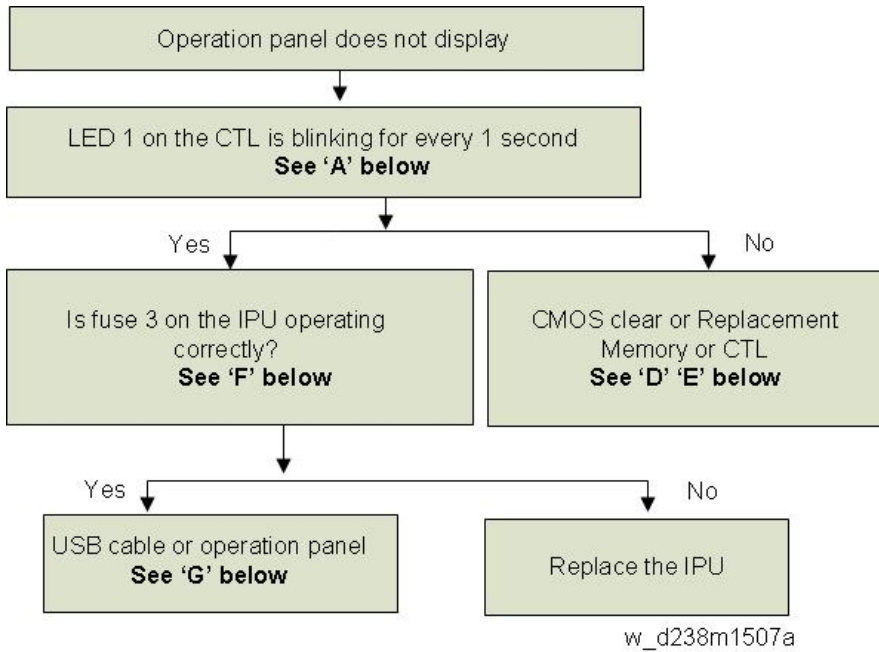 Operation panel does not display
LED 1 on the CTL is blinking for every 1 second
See ‘A’ below
Yes
No
Is fuse 3 on the IPU operating
correctly?
See ‘F’ below
CMOS clear or Replacement
Memory or CTL
See ‘D’ ‘E’ below
Yes
No
USB cable or operation panel
See ‘G’ below
Replace the IPU
w_d238m1507a